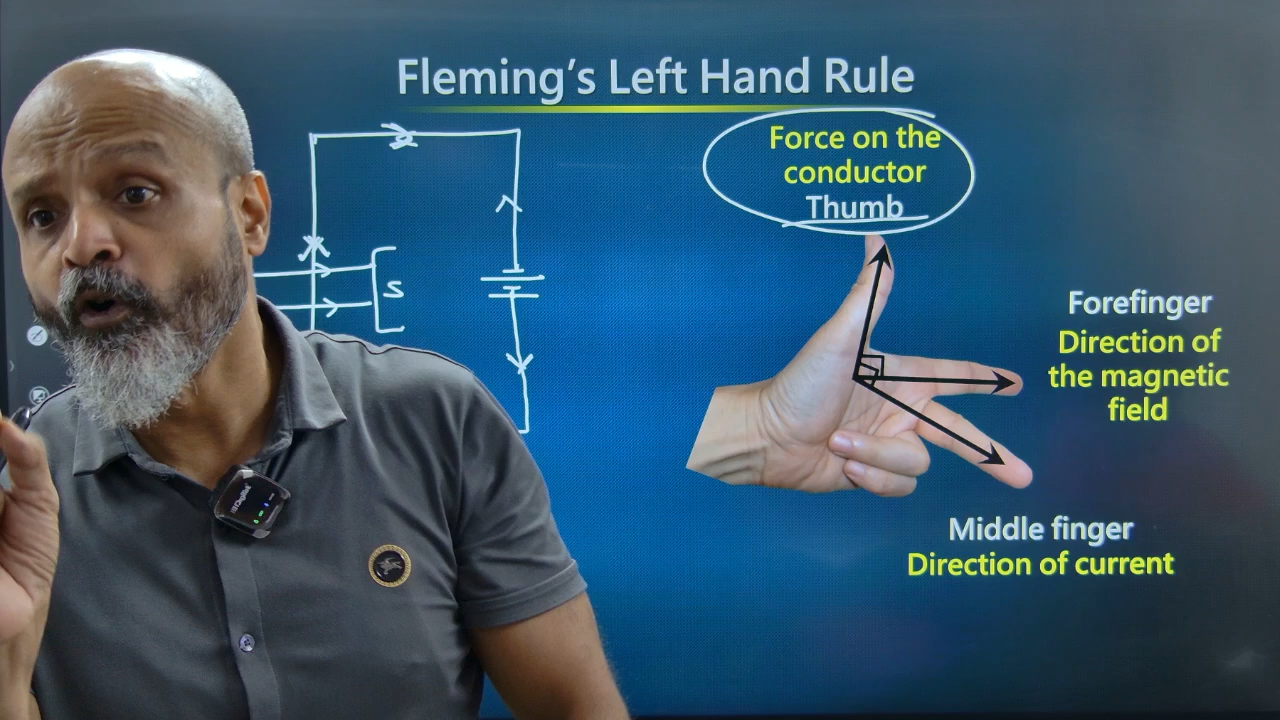 Fleming's Left Hand Rule
Force on the
conductor
Thumb
S
Forefinger
Direction of
the magnetic
field
Middle finger
Direction of current